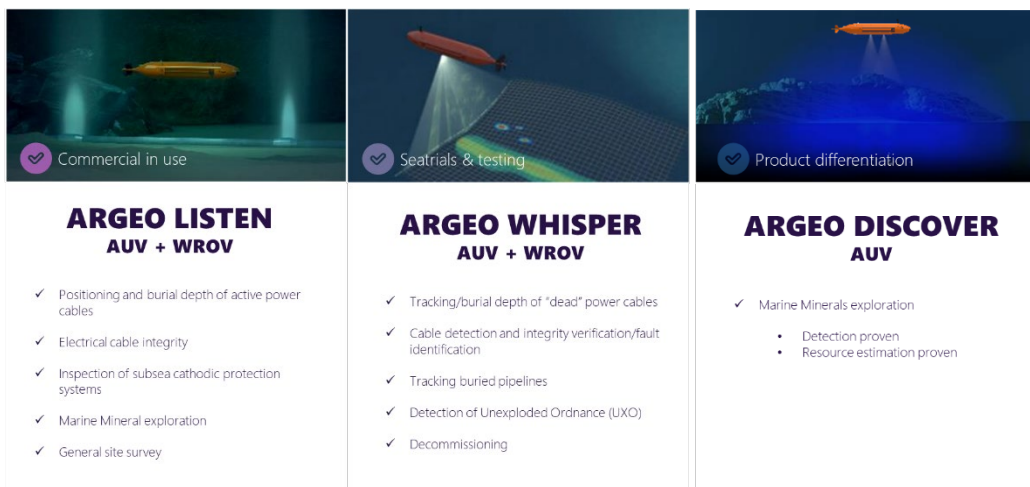 Commercial in use
ARGEO LISTEN
AUV + WROV
✓ Positioning and burial depth of active power
cables
✓ Electrical cable integrity
✓ Inspection of subsea cathodic protection
systems
✓ Marine Mineral exploration
✓ General site survey
Seatrials & testing
ARGEO WHISPER
AUV + WROV
✓ Tracking/burial depth of “dead” power cables
✓ Cable detection and integrity verification/fault
identification
✓ Tracking buried pipelines
✓ Detection of Unexploded Ordnance (UXO)
✓ Decommissioning
Product differentiation
ARGEO DISCOVER
AUV
✓ Marine Minerals exploration
• Detection proven
• Resource estimation proven